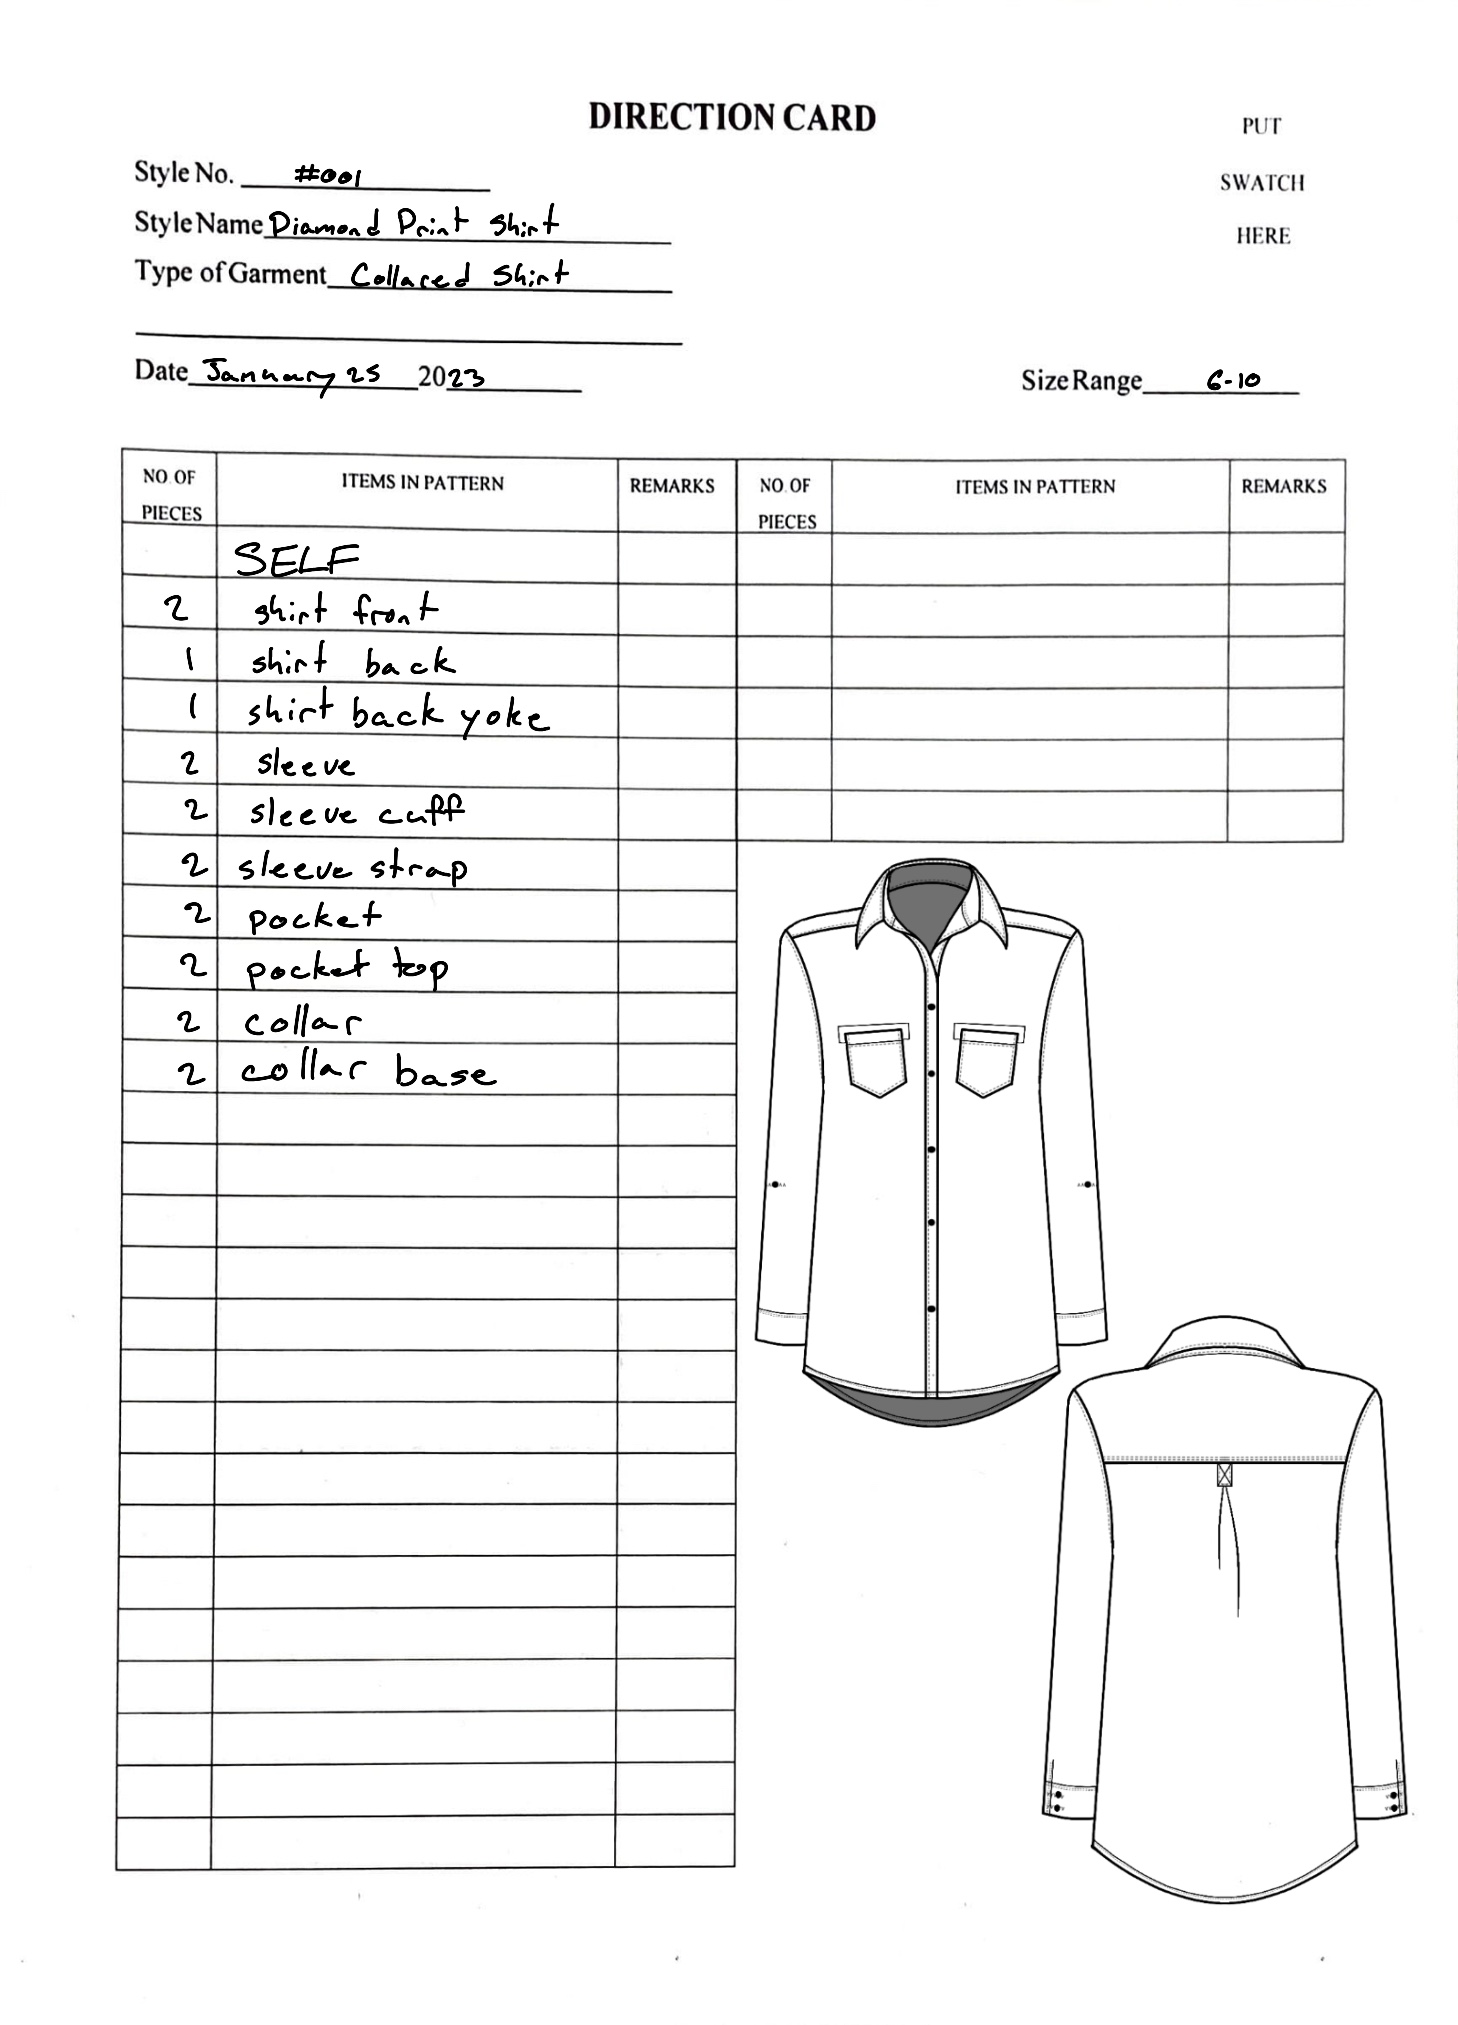 DIRECTION CARD
PUT
SWATCH
HERE
Style No. #001
Style Name Diamond Print Shirt
Type of Garment Collared Shirt
Date January 25 2023
Size Range 6-10
NO. OF PIECES ITEMS IN PATTERN REMARKS NO. OF PIECES ITEMS IN PATTERN REMARKS
SELF
2 shirt front
1 shirt back
1 shirt back yoke
2 sleeve
2 sleeve cuff
2 sleeve strap
2 pocket
2 pocket top
2 collar
2 collar base